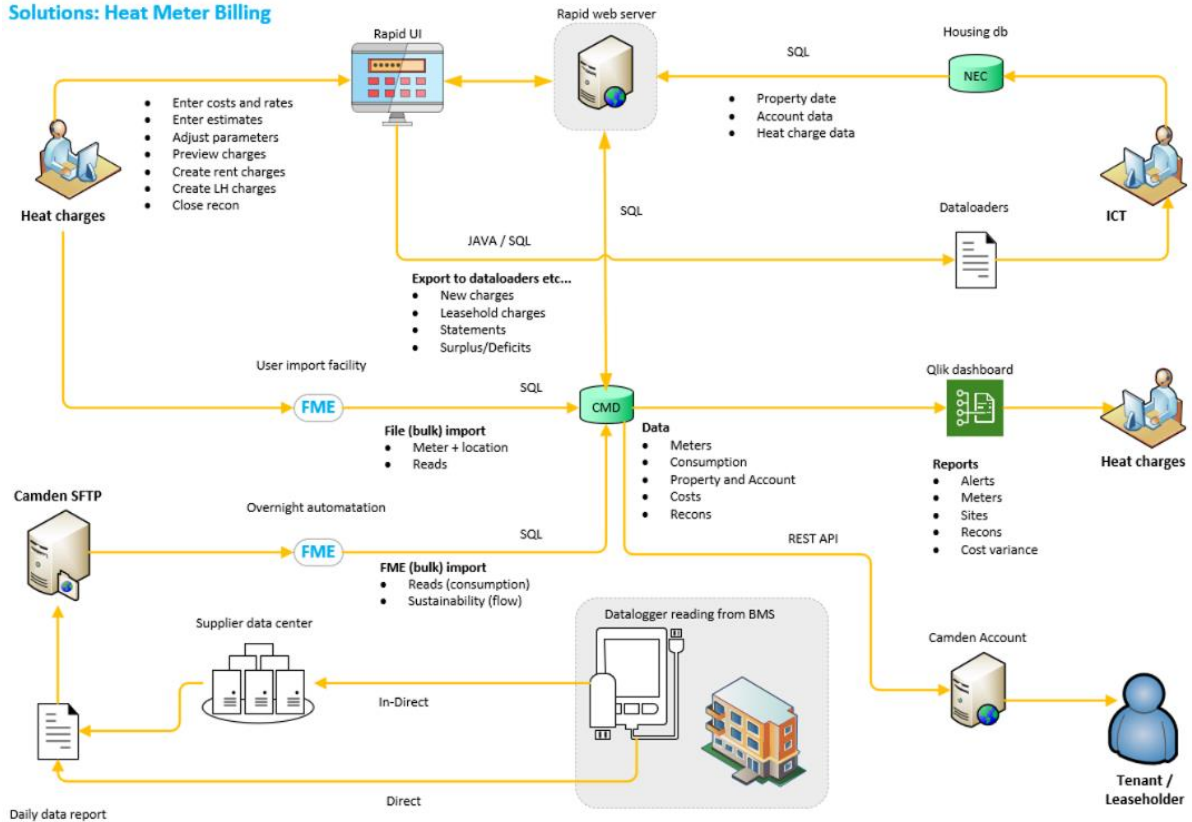 Solutions: Heat Meter Billing
Rapid UI
Rapid web server
Housing db
SQL
NEC
• Enter costs and rates
• Enter estimates
• Adjust parameters
• Preview charges
• Create rent charges
• Create LH charges
• Close recon
• Property date
• Account data
• Heat charge data
Heat charges
ICT
SQL
Dataloaders
JAVA / SQL
Export to dataloaders etc...
• New charges
• Leasehold charges
• Statements
• Surplus/Deficits
User import facility
FME
SQL
CMD
Qlik dashboard
File (bulk) import
• Meter + location
• Reads
Data
• Meters
• Consumption
• Property and Account
• Costs
• Recons
Heat charges
Reports
• Alerts
• Meters
• Sites
• Recons
• Cost variance
Camden SFTP
Overnight automatation
FME
SQL
REST API
FME (bulk) import
• Reads (consumption)
• Sustainability (flow)
Supplier data center
Datalogger reading from BMS
Camden Account
In-Direct
Direct
Tenant /
Leaseholder
Daily data report